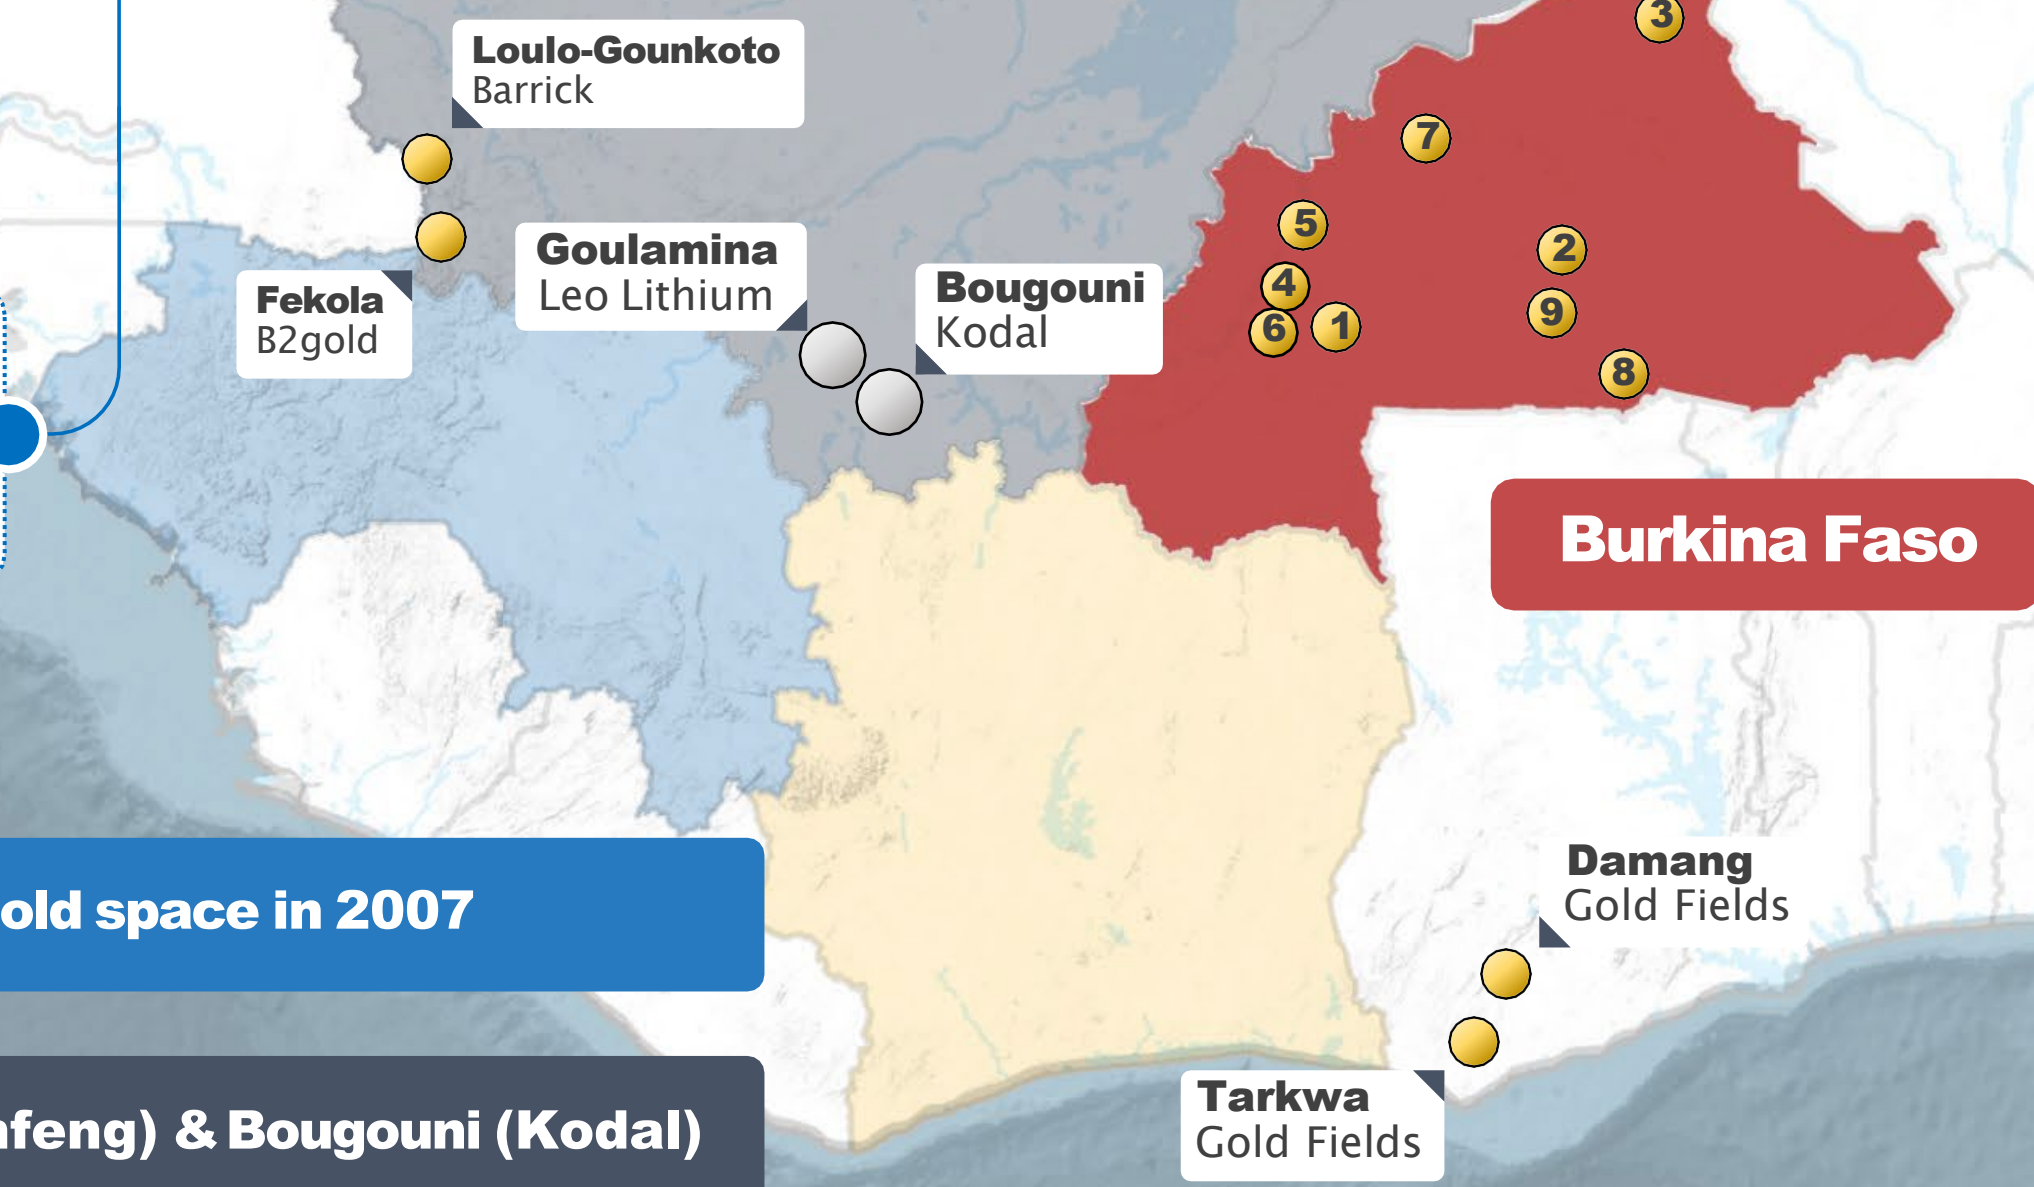 3
Loulo-Gounkoto
Barrick
7
5
2
Goulamina
Leo Lithium
Bougouni
Kodal
4
Fekola
B2gold
6
1
9
8
Burkina Faso
old space in 2007
Damang
Gold Fields
Tarkwa
Gold Fields
nfeng) & Bougouni (Kodal)